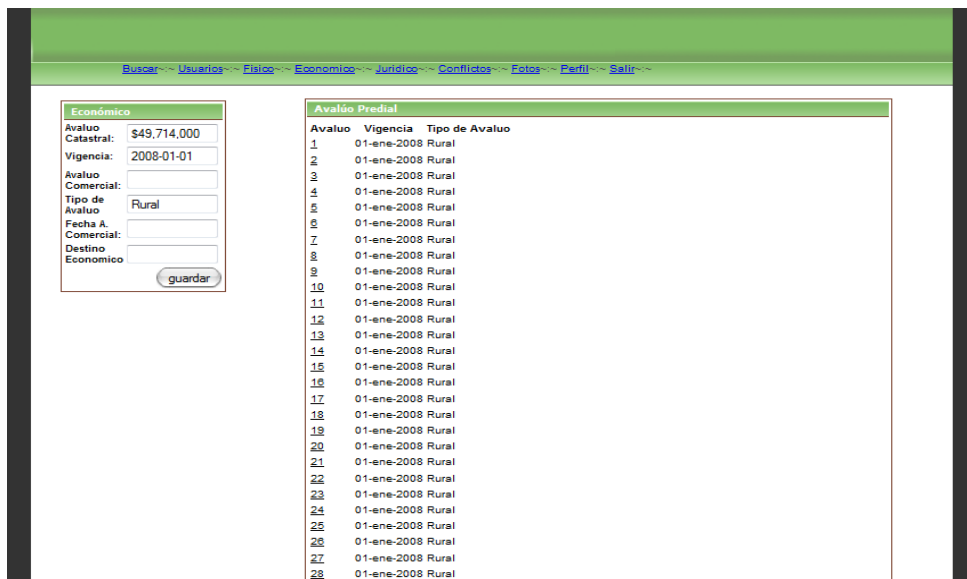 Buscar~:~ Usuarios~:~ Fisico~:~ Economico~:~ Juridico~:~ Conflictos~:~ Fotos~:~ Perfil~:~ Salir~:~
Económico
Avaluo Catastral: $49,714,000
Vigencia: 2008-01-01
Avaluo Comercial:
Tipo de Avaluo Rural
Fecha A. Comercial:
Destino Economico
guardar
Avalúo Predial
Avaluo Vigencia Tipo de Avaluo
1 01-ene-2008 Rural
2 01-ene-2008 Rural
3 01-ene-2008 Rural
4 01-ene-2008 Rural
5 01-ene-2008 Rural
6 01-ene-2008 Rural
7 01-ene-2008 Rural
8 01-ene-2008 Rural
9 01-ene-2008 Rural
10 01-ene-2008 Rural
11 01-ene-2008 Rural
12 01-ene-2008 Rural
13 01-ene-2008 Rural
14 01-ene-2008 Rural
15 01-ene-2008 Rural
16 01-ene-2008 Rural
17 01-ene-2008 Rural
18 01-ene-2008 Rural
19 01-ene-2008 Rural
20 01-ene-2008 Rural
21 01-ene-2008 Rural
22 01-ene-2008 Rural
23 01-ene-2008 Rural
24 01-ene-2008 Rural
25 01-ene-2008 Rural
26 01-ene-2008 Rural
27 01-ene-2008 Rural
28 01-ene-2008 Rural